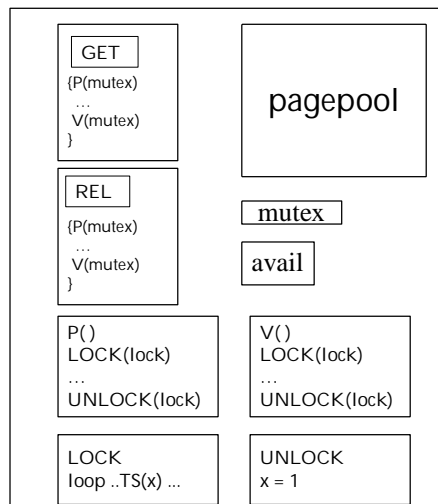 GET
{P(mutex)
...
V(mutex)
}
pagepool
REL
{P(mutex)
...
V(mutex)
}
mutex
avail
P()
LOCK(lock)
...
UNLOCK(lock)
V()
LOCK(lock)
...
UNLOCK(lock)
LOCK
loop ..TS(x) ...
UNLOCK
x = 1